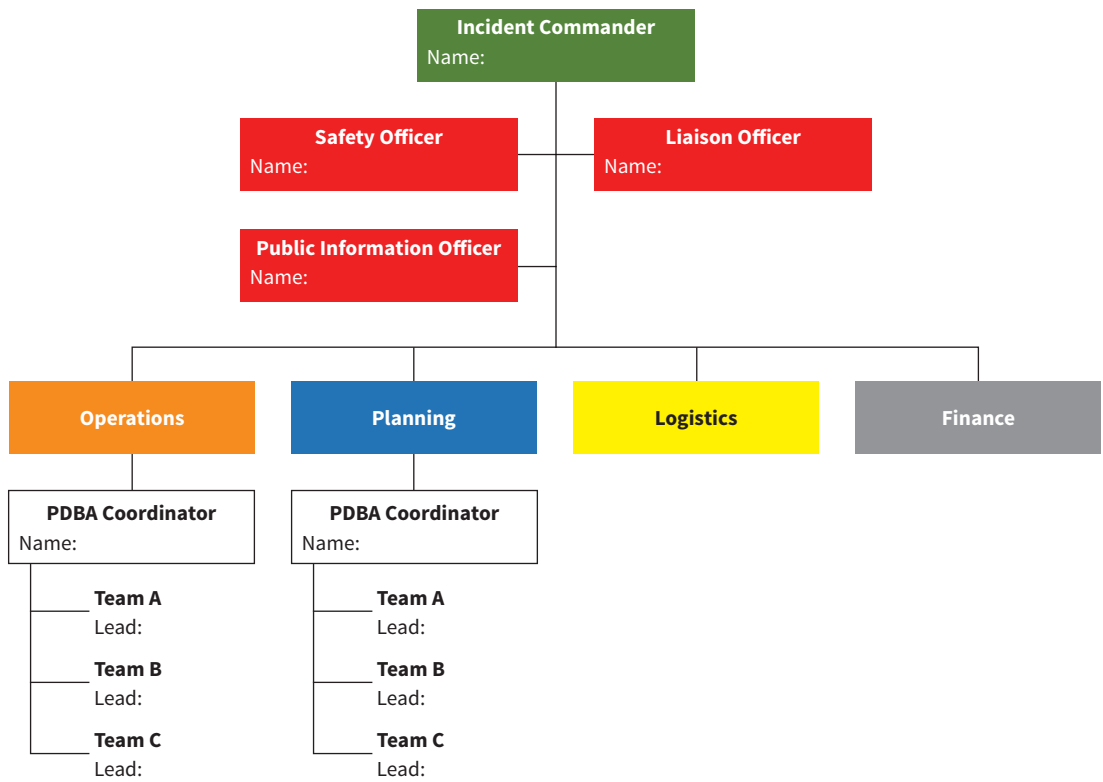 Incident Commander
Name:
Safety Officer
Name:
Liaison Officer
Name:
Public Information Officer
Name:
Operations
Planning
Logistics
Finance
PDBA Coordinator
Name:
Team A
Lead:
Team B
Lead:
Team C
Lead:
PDBA Coordinator
Name:
Team A
Lead:
Team B
Lead:
Team C
Lead: